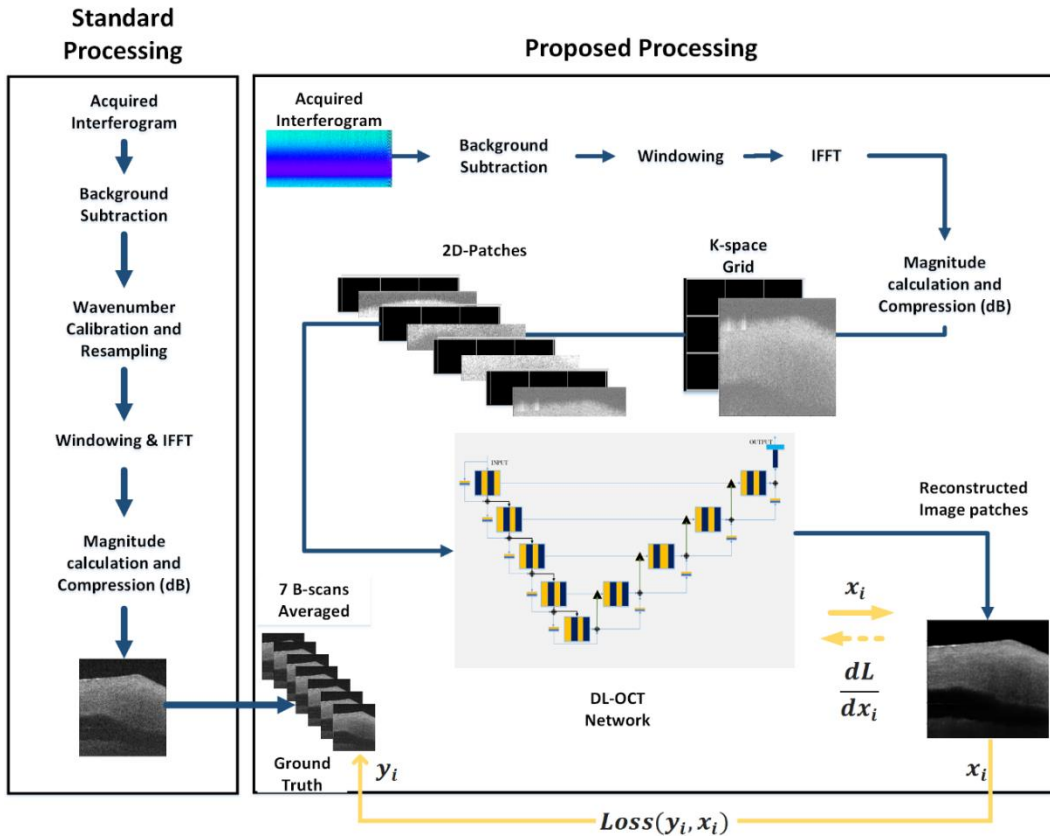 Standard
Processing
Acquired
Interferogram
Background
Subtraction
Wavenumber
Calibration and
Resampling
Windowing & IFFT
Magnitude
calculation and
Compression (dB)
Proposed Processing
Acquired
Interferogram
Background
Subtraction
Windowing
IFFT
Magnitude
calculation and
Compression (dB)
K-space
Grid
2D-Patches
INPUT
OUTPUT
DL-OCT
Network
Reconstructed
Image patches
x_i
dL
dx_i
7 B-scans
Averaged
Ground
Truth
y_i
x_i
Loss(y_i, x_i)